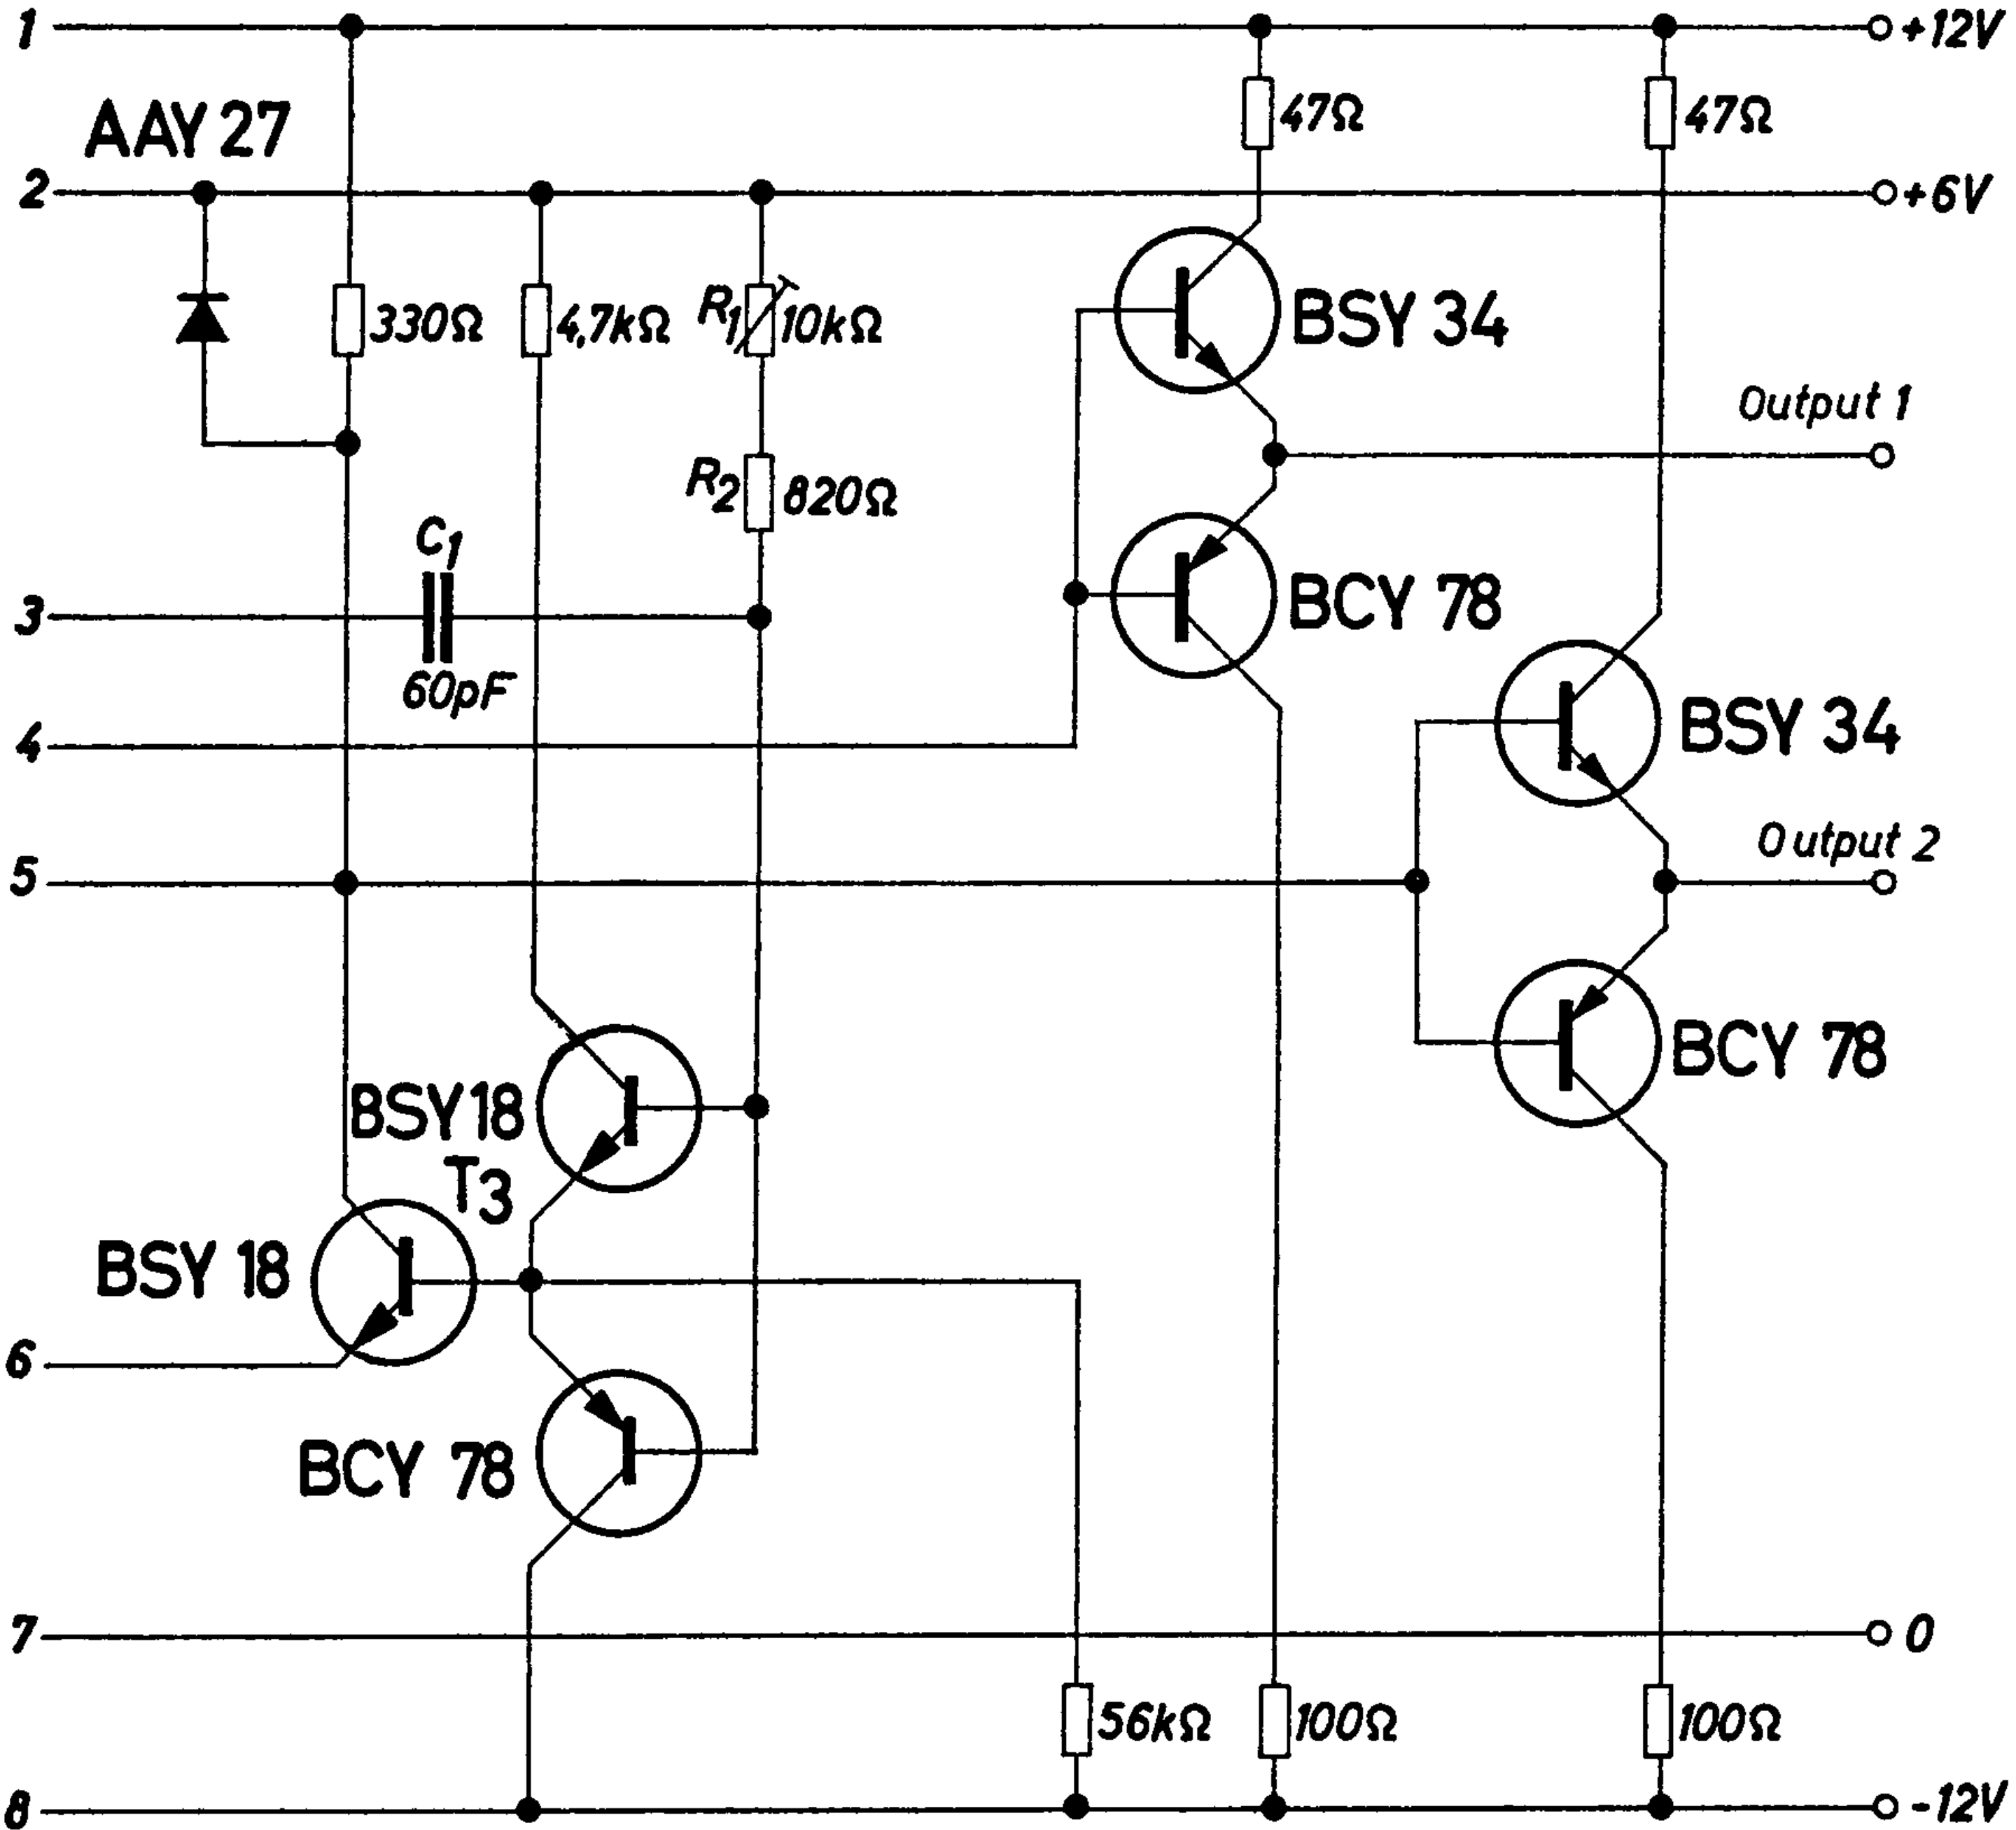 1
+12V
47Ω
47Ω
AAY 27
2
+6V
330Ω
4,7kΩ
R1
10kΩ
BSY 34
Output 1
R2
820Ω
C1
3
BCY 78
60pF
4
BSY 34
Output 2
5
BSY 18
BCY 78
T3
BSY 18
6
BCY 78
7
0
56kΩ
100Ω
100Ω
8
-12V